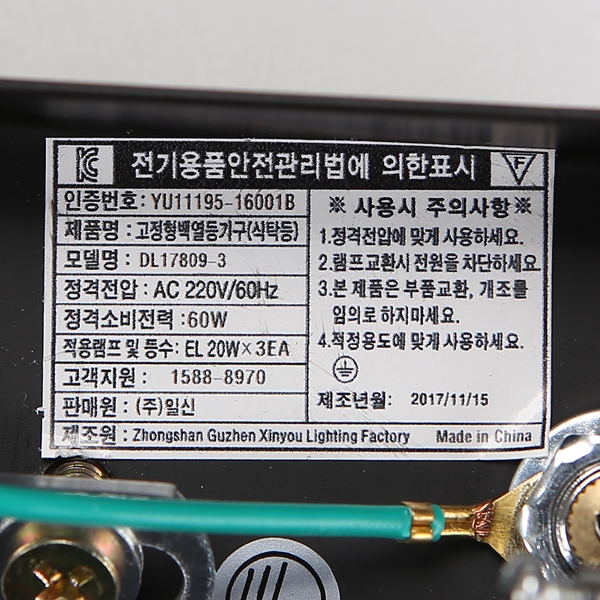 KC 전기용품안전관리법에 의한표시 F
인증번호: YU11195-16001B
제품명: 고정형백열등기구(식탁등)
모델명: DL17809-3
정격전압: AC 220V/60Hz
정격소비전력 :60W
적용램프 및 등수: EL 20W×3EA
고객지원 : 1588-8970
판매원 : (주)일신
※ 사용시 주의사항※
1.정격전압에 맞게 사용하세요.
2.램프교환시 전원을 차단하세요.
3.본 제품은 부품교환, 개조를
임의로 하지마세요.
4.적정용도에 맞게 사용하세요.
제조년월: 2017/11/15
제조원 : Zhongshan Guzhen Xinyou Lighting Factory Made in China